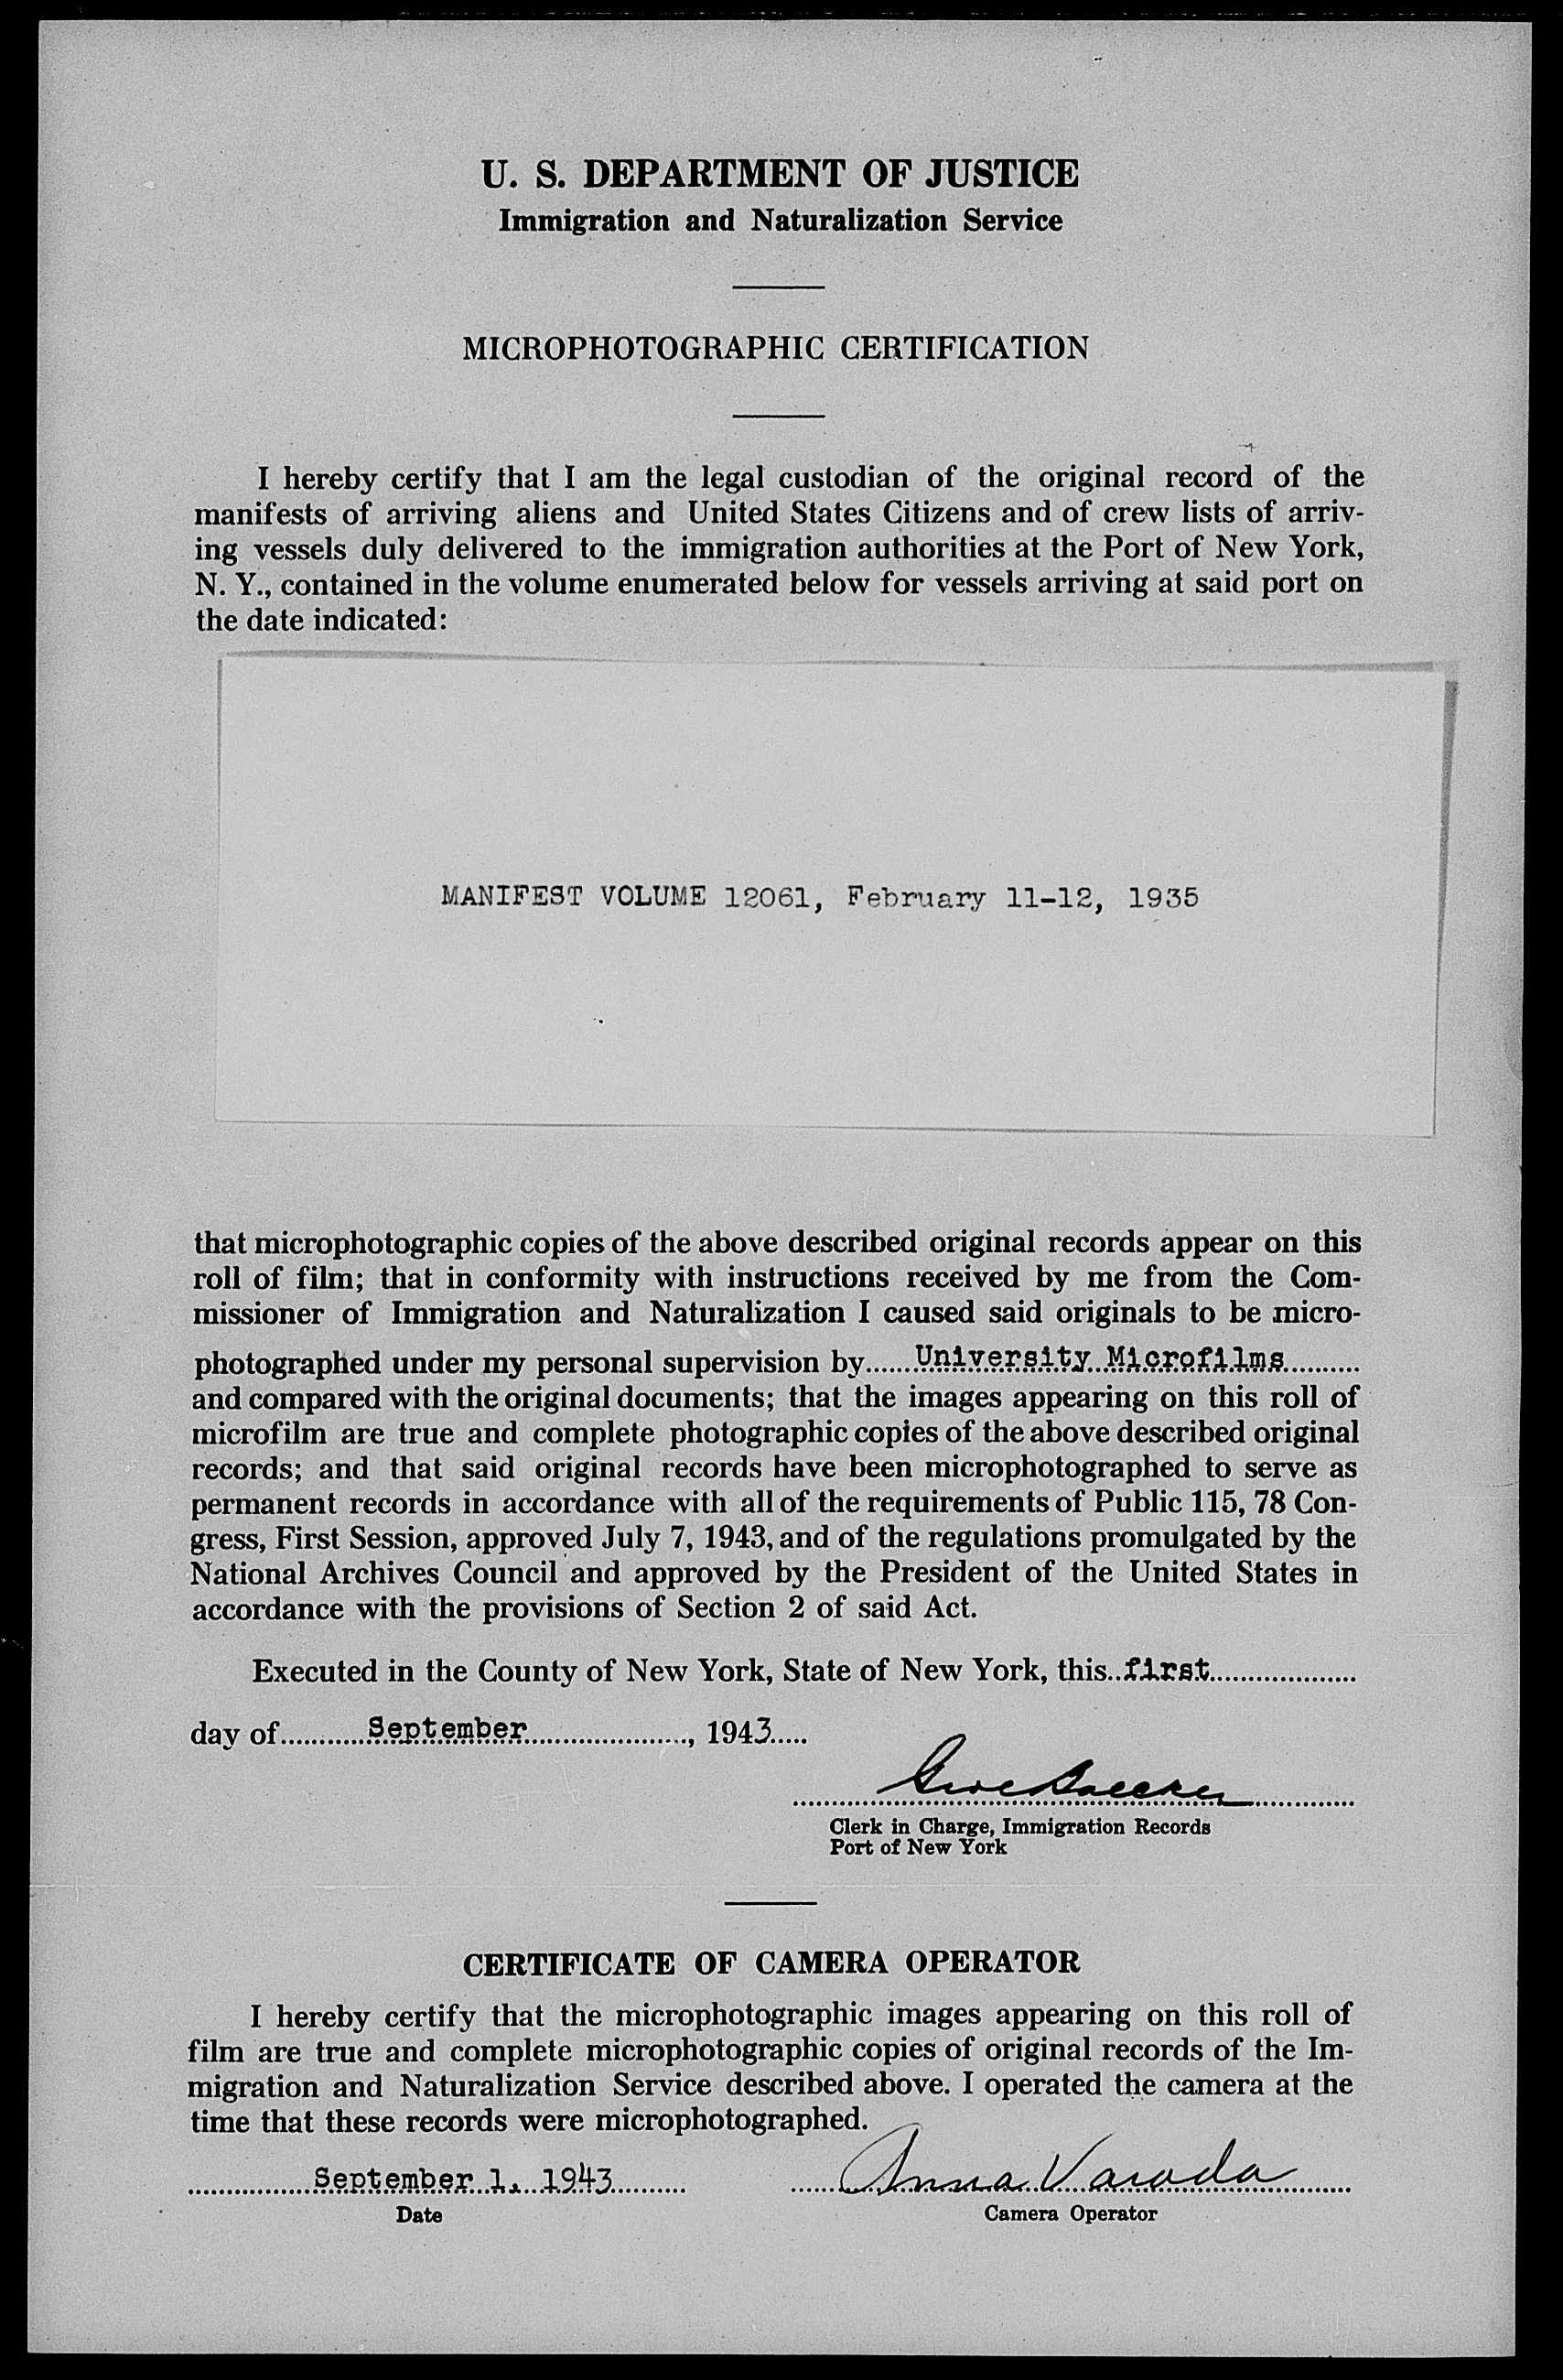 U. S. DEPARTMENT OF JUSTICE
Immigration and Naturalization Service
MICROPHOTOGRAPHIC CERTIFICATION
I hereby certify that I am the legal custodian of the original record of the
manifests of arriving aliens and United States Citizens and of crew lists of arriv-
ing vessels duly delivered to the immigration authorities at the Port of New York,
N. Y., contained in the volume enumerated below for vessels arriving at said port on
the date indicated:
MANIFEST VOLUME 12061, February 11-12, 1935
that microphotographic copies of the above described original records appear on this
roll of film; that in conformity with instructions received by me from the Com-
missioner of Immigration and Naturalization I caused said originals to be micro-
photographed under my personal supervision by......University Microfilms..........
and compared with the original documents; that the images appearing on this roll of
microfilm are true and complete photographic copies of the above described original
records; and that said original records have been microphotographed to serve as
permanent records in accordance with all of the requirements of Public 115, 78 Con-
gress, First Session, approved July 7, 1943, and of the regulations promulgated by the
National Archives Council and approved by the President of the United States in
accordance with the provisions of Section 2 of said Act.
Executed in the County of New York, State of New York, this..first...................
day of............September......................, 1943.....
Clerk in Charge, Immigration Records
Port of New York
CERTIFICATE OF CAMERA OPERATOR
I hereby certify that the microphotographic images appearing on this roll of
film are true and complete microphotographic copies of original records of the Im-
migration and Naturalization Service described above. I operated the camera at the
time that these records were microphotographed.
September 1, 1943 Anna Varada
Date Camera Operator